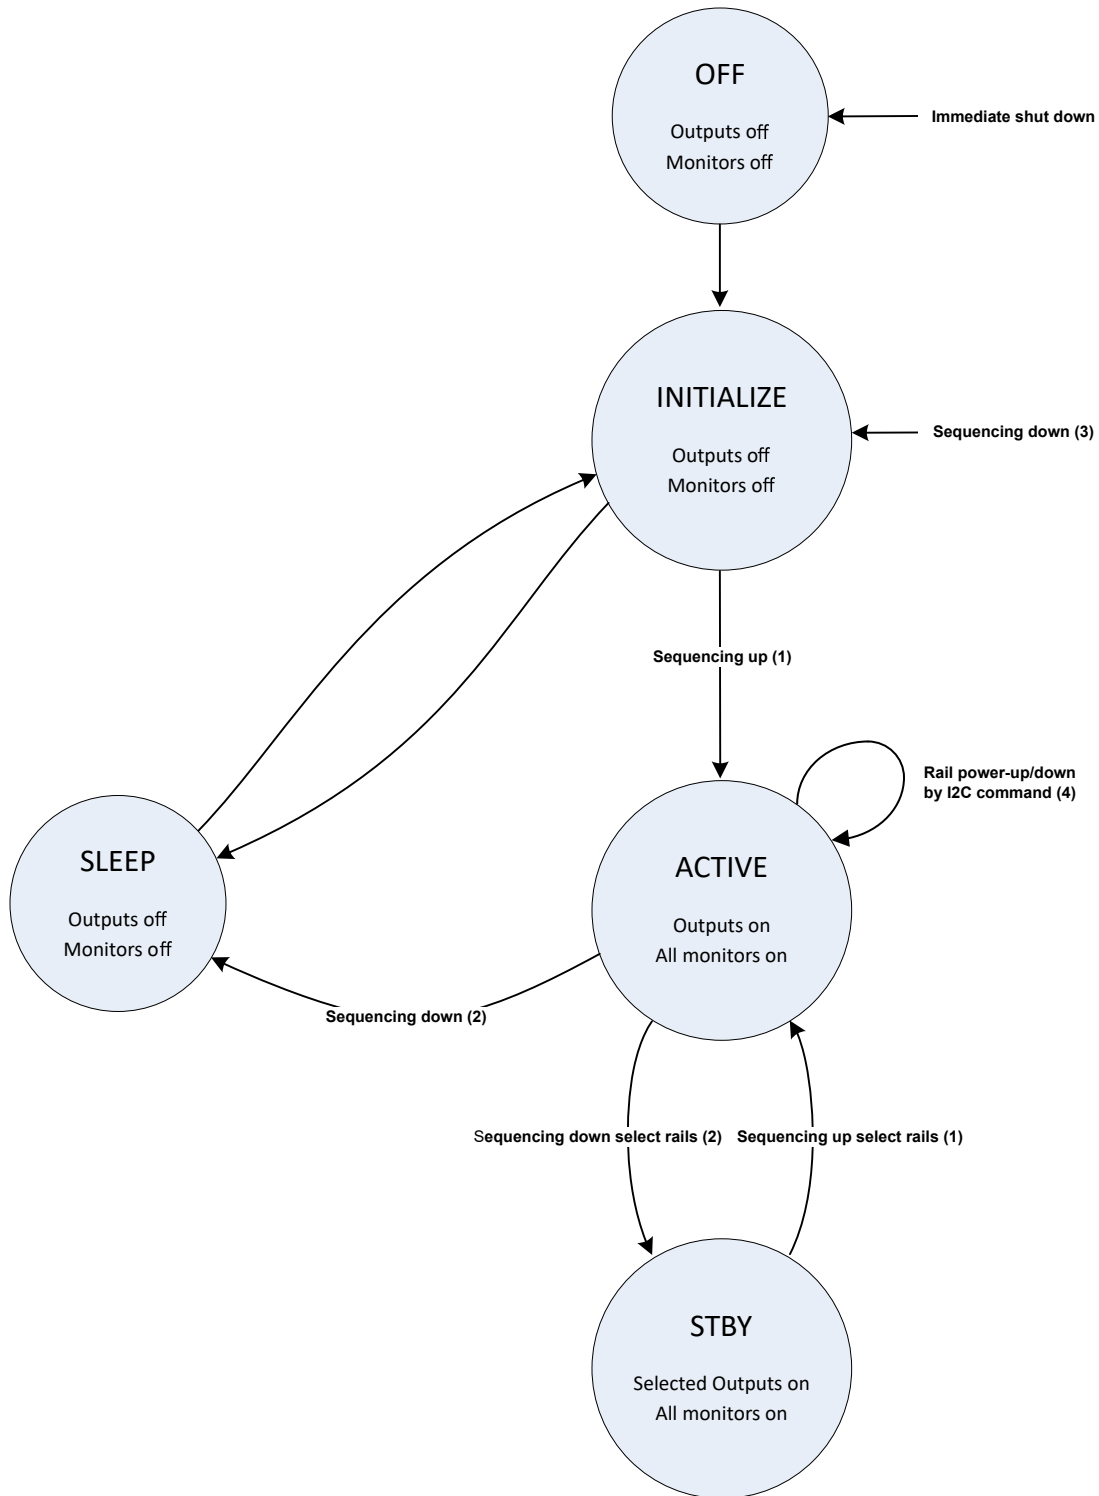 OFF
Outputs off
Monitors off
Immediate shut down
INITIALIZE
Outputs off
Monitors off
Sequencing down (3)
Sequencing up (1)
Rail power-up/down
by I2C command (4)
SLEEP
Outputs off
Monitors off
ACTIVE
Outputs on
All monitors on
Sequencing down (2)
Sequencing down select rails (2)
Sequencing up select rails (1)
STBY
Selected Outputs on
All monitors on